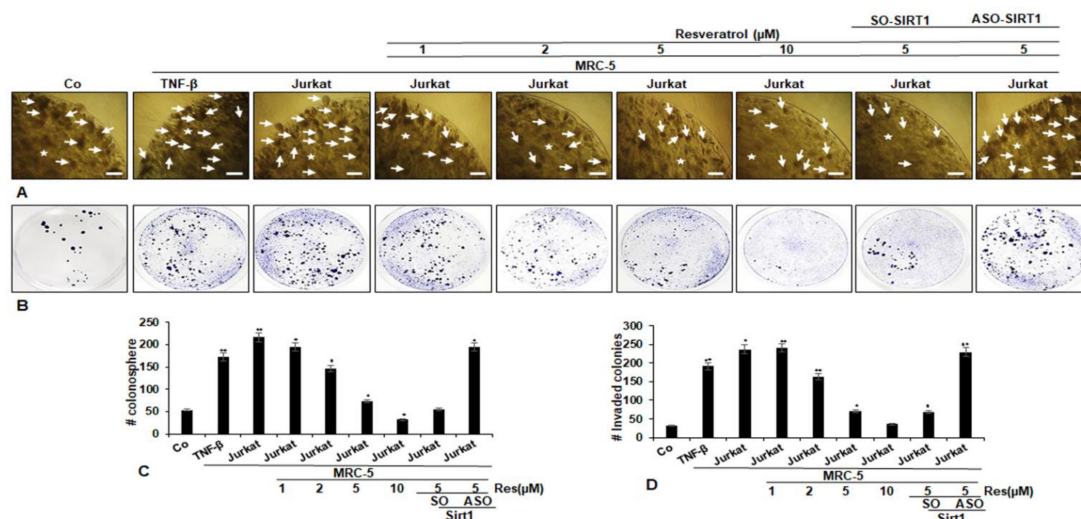 SO-SIRT1 ASO-SIRT1
Resveratrol (µM)
1 2 5 10 5 5
MRC-5
Co TNF-β Jurkat Jurkat Jurkat Jurkat Jurkat Jurkat Jurkat
A
B
# colonosphere
250
200
150
100
50
0
** ** * * * * *
Co TNF-β Jurkat Jurkat Jurkat Jurkat Jurkat Jurkat Jurkat
MRC-5
C
1 2 5 10 5 5 Res(µM)
SO ASO
Sirt1
# Invaded colonies
300
250
200
150
100
50
0
** * ** ** * * **
Co TNF-β Jurkat Jurkat Jurkat Jurkat Jurkat Jurkat Jurkat
MRC-5
D
1 2 5 10 5 5 Res(µM)
SO ASO
Sirt1